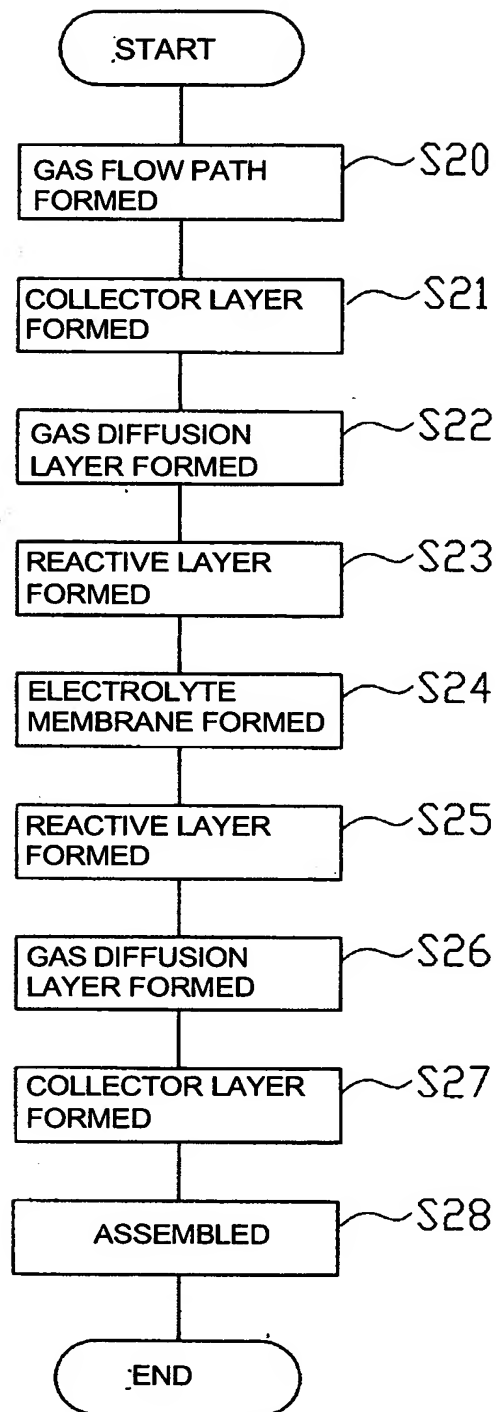 START
GAS FLOW PATH
FORMED
S20
COLLECTOR LAYER
FORMED
S21
GAS DIFFUSION
LAYER FORMED
S22
REACTIVE LAYER
FORMED
S23
ELECTROLYTE
MEMBRANE FORMED
S24
REACTIVE LAYER
FORMED
S25
GAS DIFFUSION
LAYER FORMED
S26
COLLECTOR LAYER
FORMED
S27
ASSEMBLED
S28
END